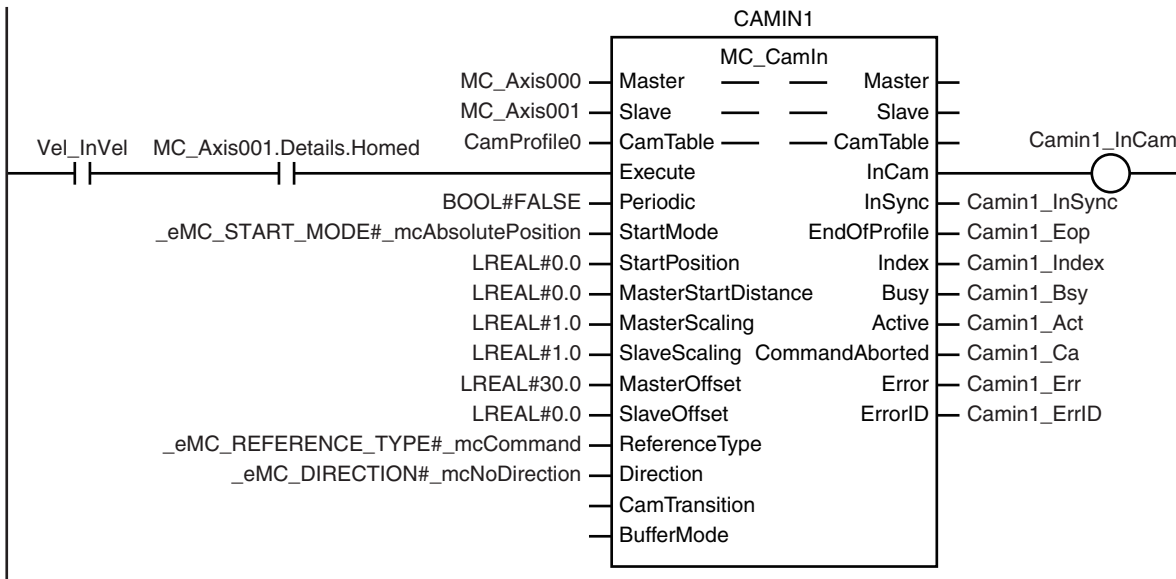 CAMIN1
MC_CamIn
MC_Axis000 Master Master
MC_Axis001 Slave Slave
Vel_InVel MC_Axis001.Details.Homed CamProfile0 CamTable CamTable Camin1_InCam
Execute InCam
BOOL#FALSE Periodic InSync Camin1_InSync
_eMC_START_MODE#_mcAbsolutePosition StartMode EndOfProfile Camin1_Eop
LREAL#0.0 StartPosition Index Camin1_Index
LREAL#0.0 MasterStartDistance Busy Camin1_Bsy
LREAL#1.0 MasterScaling Active Camin1_Act
LREAL#1.0 SlaveScaling CommandAborted Camin1_Ca
LREAL#30.0 MasterOffset Error Camin1_Err
LREAL#0.0 SlaveOffset ErrorID Camin1_ErrID
_eMC_REFERENCE_TYPE#_mcCommand ReferenceType
_eMC_DIRECTION#_mcNoDirection Direction
CamTransition
BufferMode